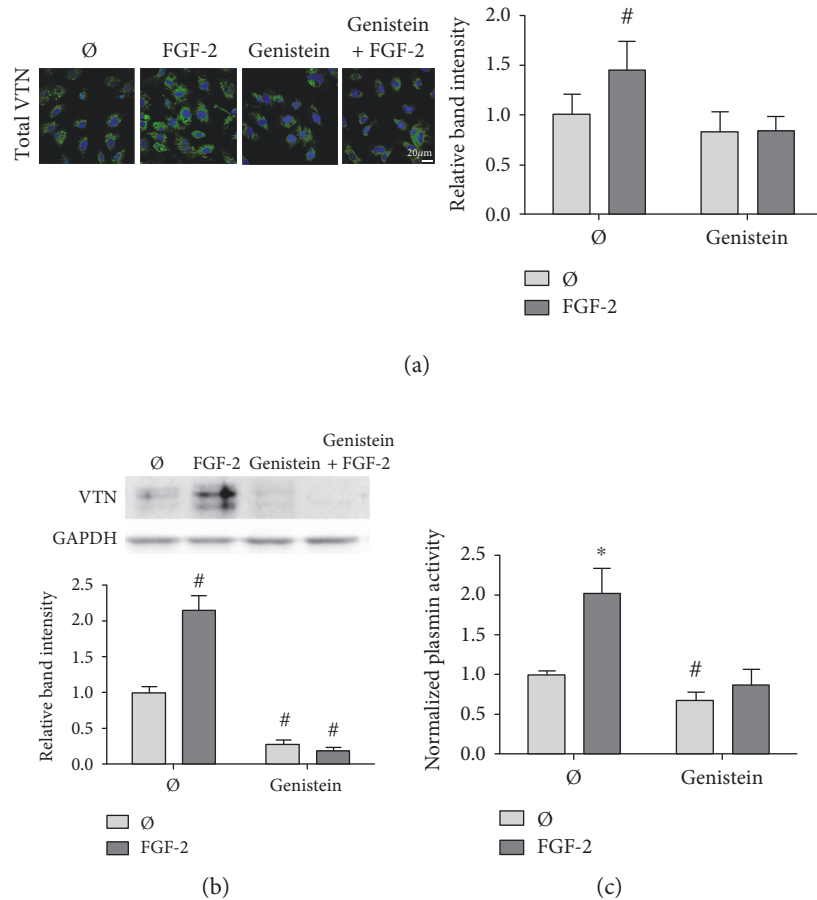 Ø
FGF-2
Genistein
Genistein
+ FGF-2
Total VTN
20μm
Relative band intensity
2.0
1.5
1.0
0.5
0.0
#
Ø
Genistein
Ø
FGF-2
(a)
Ø
FGF-2
Genistein
Genistein
+ FGF-2
VTN
GAPDH
Relative band intensity
2.5
2.0
1.5
1.0
0.5
0.0
#
#
#
Ø
Genistein
Ø
FGF-2
(b)
Normalized plasmin activity
2.5
2.0
1.5
1.0
0.5
0.0
*
#
Ø
Genistein
Ø
FGF-2
(c)